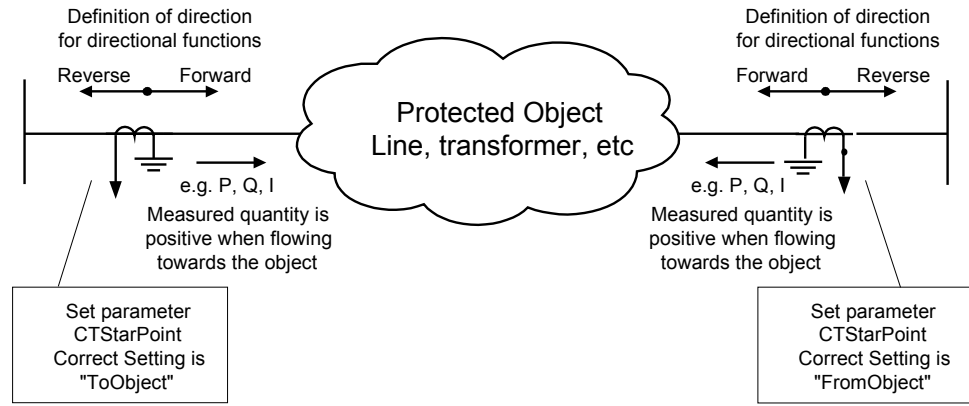 Definition of direction
for directional functions
Reverse Forward
Definition of direction
for directional functions
Forward Reverse
Protected Object
Line, transformer, etc
e.g. P, Q, I
Measured quantity is
positive when flowing
towards the object
e.g. P, Q, I
Measured quantity is
positive when flowing
towards the object
Set parameter
CTStarPoint
Correct Setting is
"ToObject"
Set parameter
CTStarPoint
Correct Setting is
"FromObject"